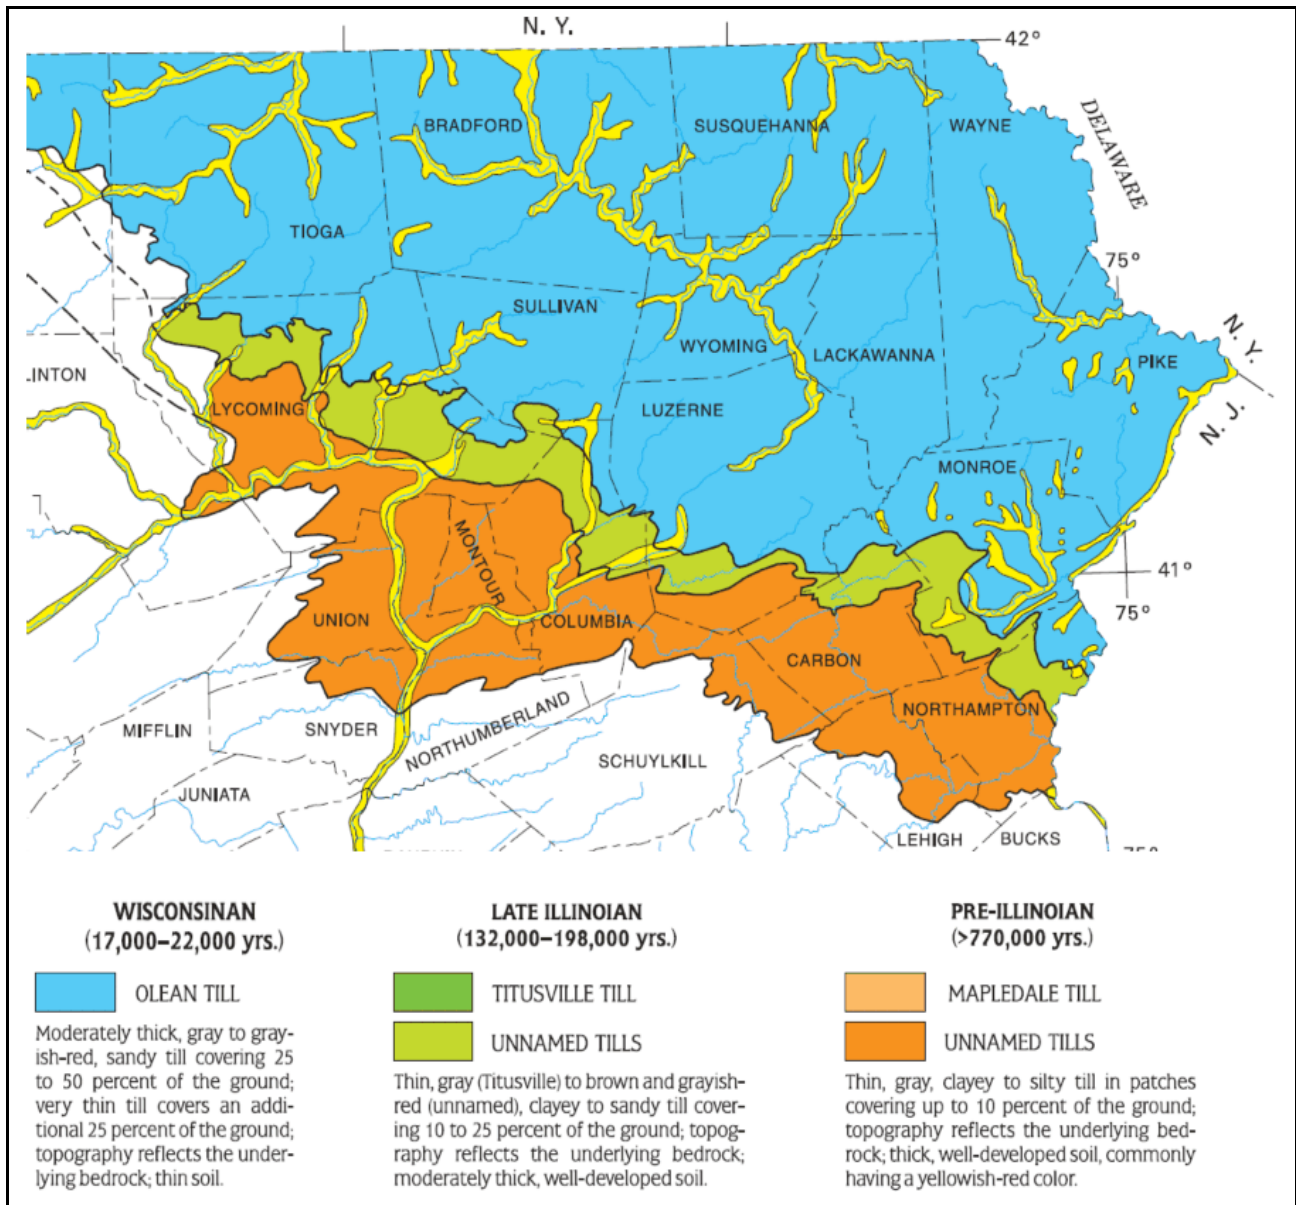 N. Y.
42°
DELAWARE
BRADFORD
SUSQUEHANNA
WAYNE
TIOGA
75°
SULLIVAN
N. Y.
WYOMING
LACKAWANNA
PIKE
LINTON
LYCOMING
LUZERNE
N. J.
MONROE
MONTOUR
41°
75°
UNION
COLUMBIA
CARBON
NORTHAMPTON
MIFFLIN
SNYDER
NORTHUMBERLAND
SCHUYLKILL
JUNIATA
LEHIGH
BUCKS
WISCONSINAN
(17,000–22,000 yrs.)
OLEAN TILL
Moderately thick, gray to gray-
ish-red, sandy till covering 25
to 50 percent of the ground;
very thin till covers an addi-
tional 25 percent of the ground;
topography reflects the under-
lying bedrock; thin soil.
LATE ILLINOIAN
(132,000–198,000 yrs.)
TITUSVILLE TILL
UNNAMED TILLS
Thin, gray (Titusville) to brown and grayish-
red (unnamed), clayey to sandy till cover-
ing 10 to 25 percent of the ground; topog-
raphy reflects the underlying bedrock;
moderately thick, well-developed soil.
PRE-ILLINOIAN
(>770,000 yrs.)
MAPLEDALE TILL
UNNAMED TILLS
Thin, gray, clayey to silty till in patches
covering up to 10 percent of the ground;
topography reflects the underlying bed-
rock; thick, well-developed soil, commonly
having a yellowish-red color.